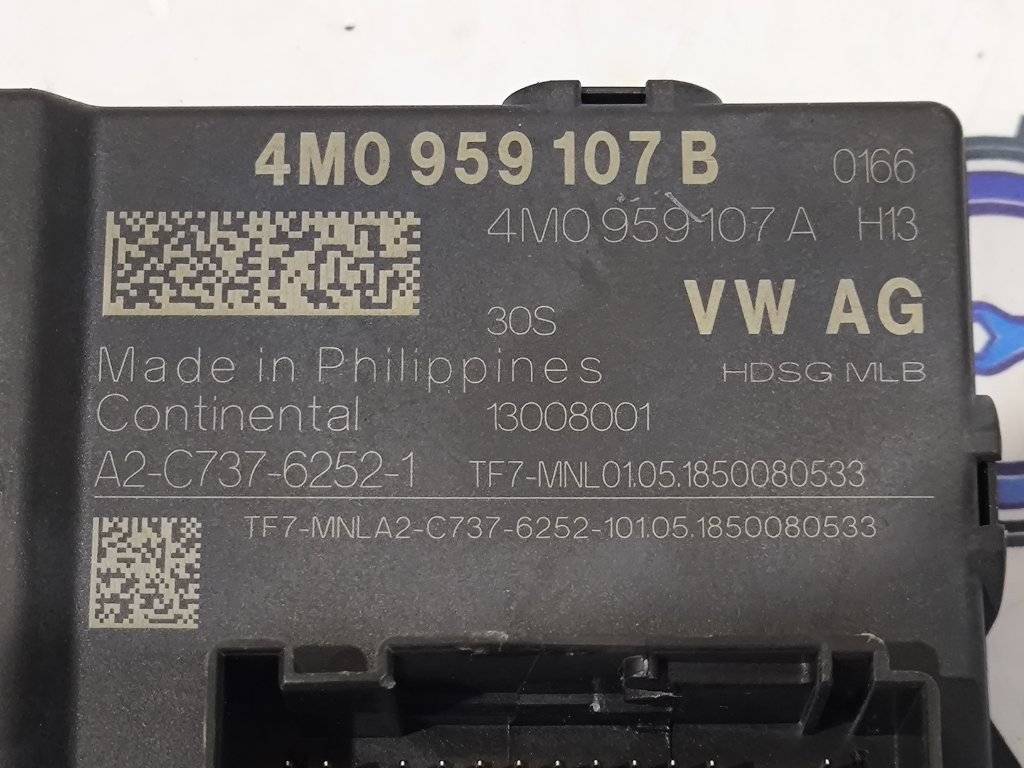 4M0 959 107 B 0166
4M0 959 107 A H13
30S VW AG
Made in Philippines HDSG MLB
Continental 13008001
A2-C737-6252-1 TF7-MNL01.05.1850080533
TF7-MNLA2-C737-6252-101.05.1850080533